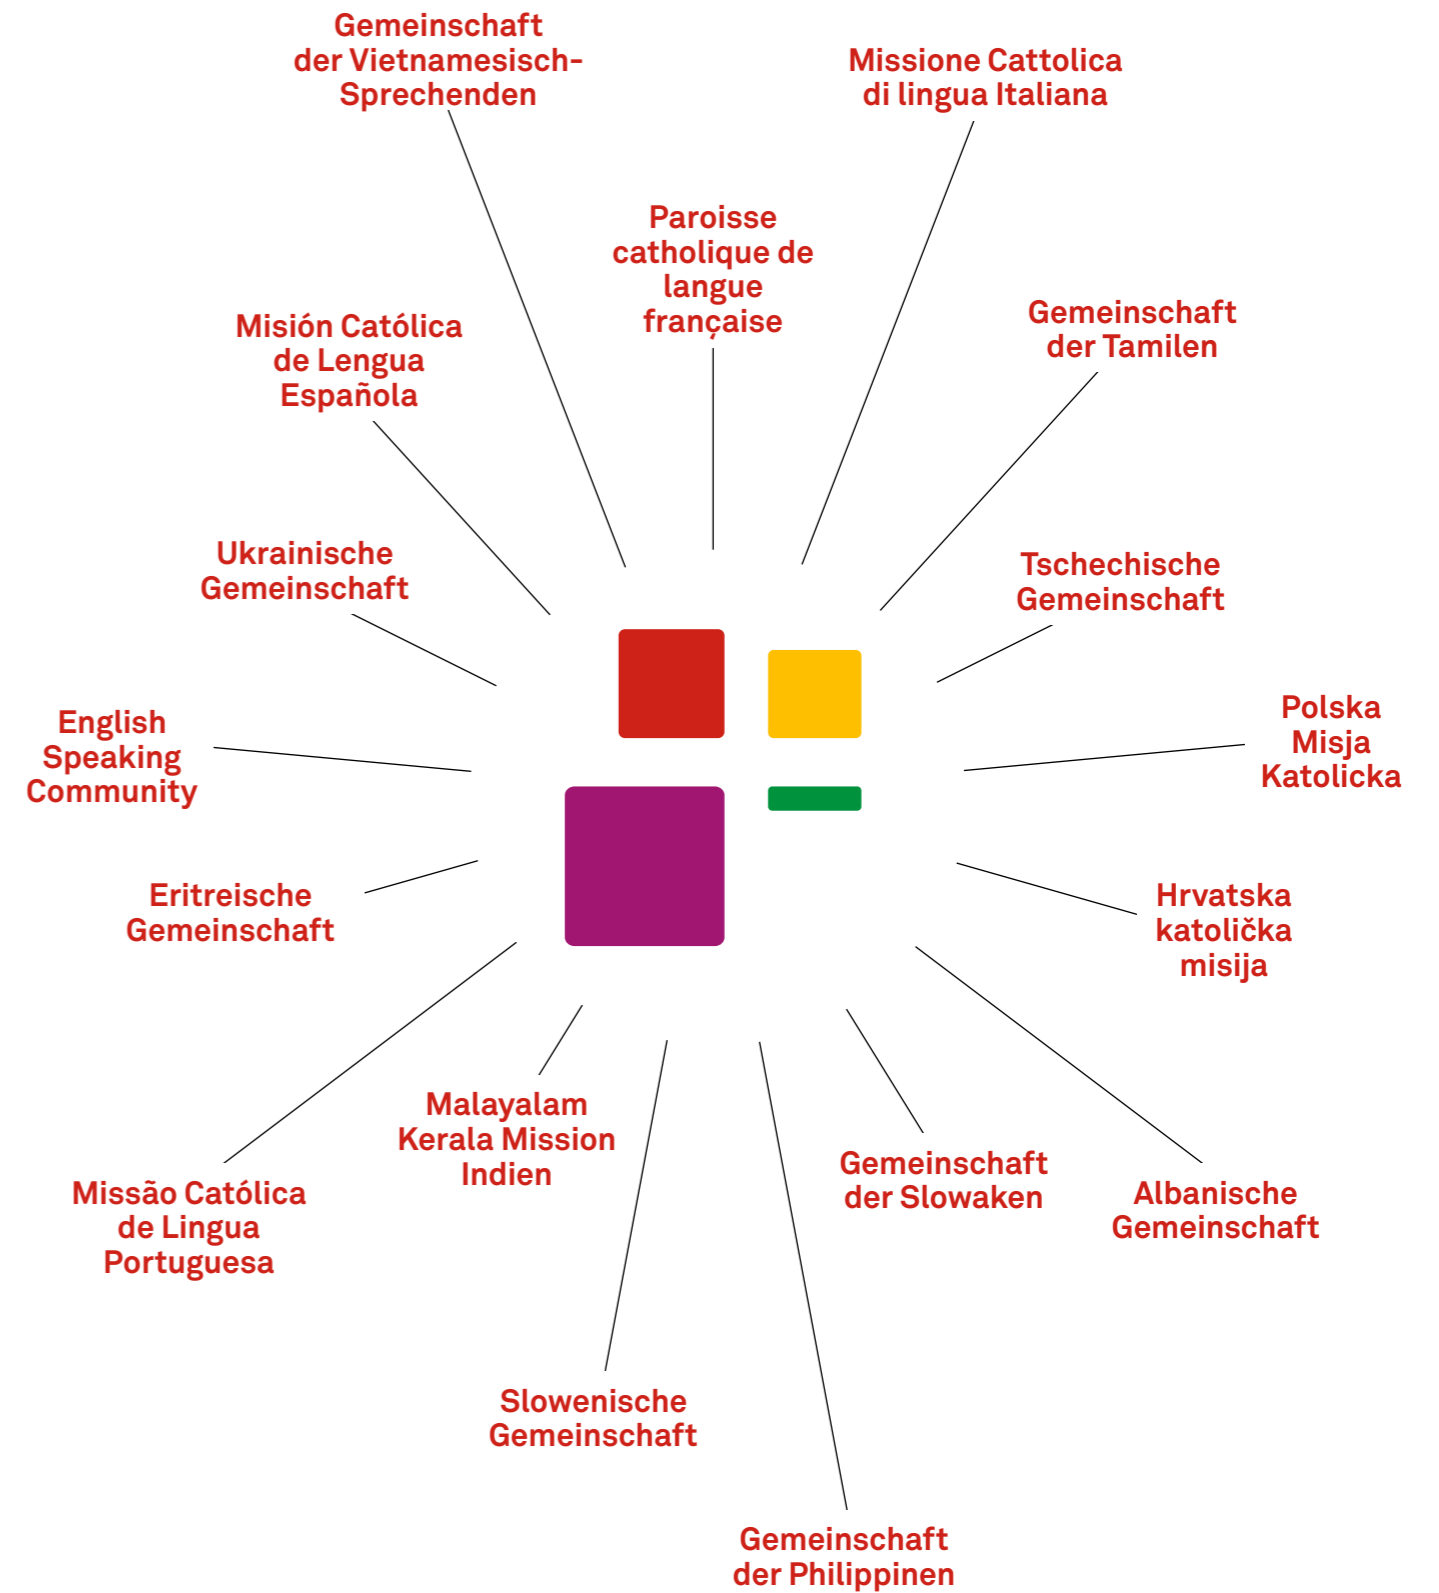 Gemeinschaft
der Vietnamesisch-
Sprechenden
Missione Cattolica
di lingua Italiana
Paroisse
catholique de
langue
française
Misión Católica
de Lengua
Española
Gemeinschaft
der Tamilen
Ukrainische
Gemeinschaft
Tschechische
Gemeinschaft
English
Speaking
Community
Polska
Misja
Katolicka
Eritreische
Gemeinschaft
Hrvatska
katolička
misija
Malayalam
Kerala Mission
Indien
Gemeinschaft
der Slowaken
Missão Católica
de Lingua
Portuguesa
Albanische
Gemeinschaft
Slowenische
Gemeinschaft
Gemeinschaft
der Philippinen